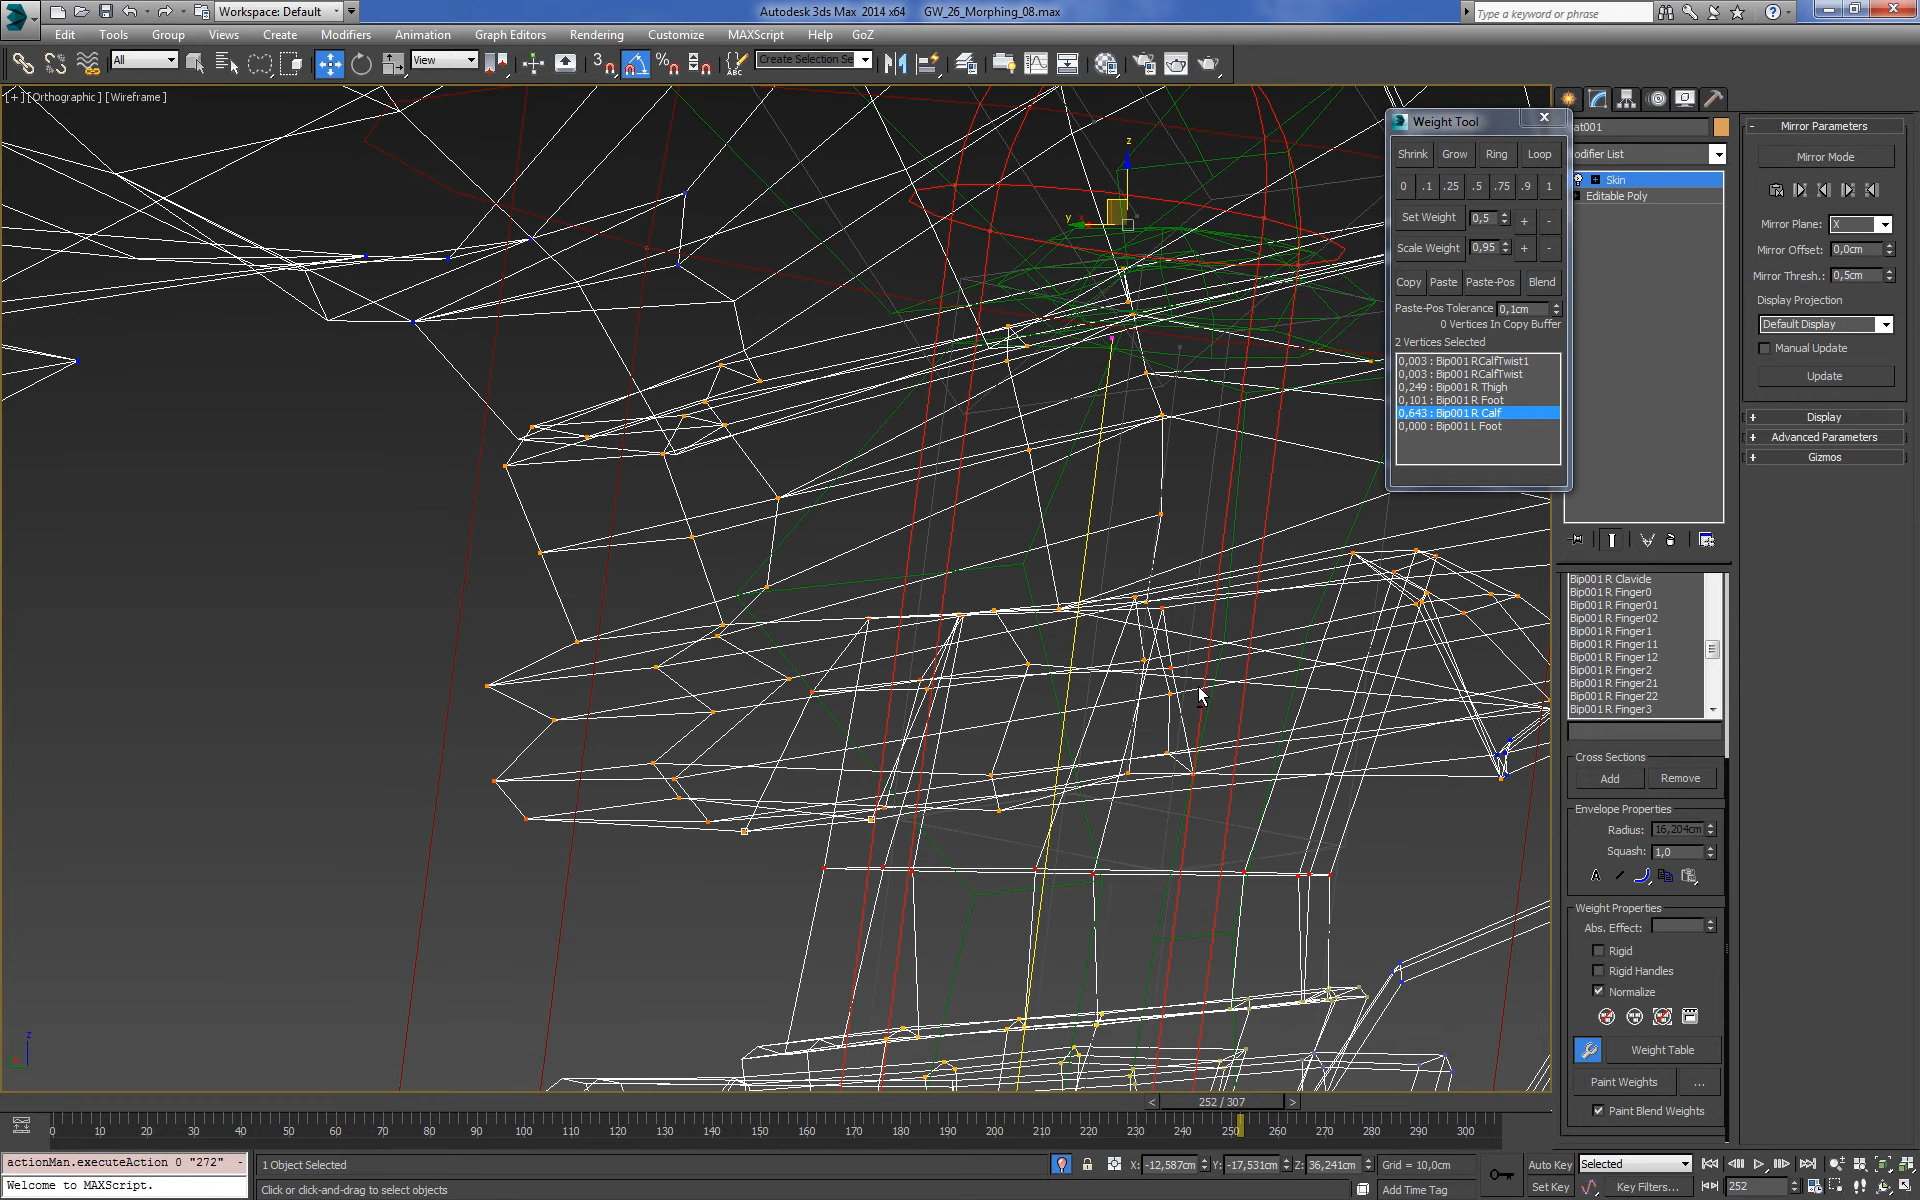 Workspace: Default
Autodesk 3ds Max 2014 x64 GW_26_Morphing_08.max
Type a keyword or phrase
Edit Tools Group Views Create Modifiers Animation Graph Editors Rendering Customize MAXScript Help GoZ
All
View
Create Selection Se
[+] [Orthographic] [Wireframe]
Weight Tool
Shrink Grow Ring Loop
0 .1 .25 .5 .75 .9 1
Set Weight 0,5 + -
Scale Weight 0,95 + -
Copy Paste Paste-Pos Blend
Paste-Pos Tolerance 0,1cm
0 Vertices In Copy Buffer
2 Vertices Selected
0,003 : Bip001 RCalfTwist1
0,003 : Bip001 RCalfTwist
0,249 : Bip001 R Thigh
0,101 : Bip001 R Foot
0,643 : Bip001 R Calf
0,000 : Bip001 L Foot
at001
odifier List
Skin
Editable Poly
Mirror Parameters
Mirror Mode
Mirror Plane: X
Mirror Offset: 0,0cm
Mirror Thresh.: 0,5cm
Display Projection
Default Display
Manual Update
Update
+ Display
+ Advanced Parameters
+ Gizmos
Bip001 R Clavicle
Bip001 R Finger0
Bip001 R Finger01
Bip001 R Finger02
Bip001 R Finger1
Bip001 R Finger11
Bip001 R Finger12
Bip001 R Finger2
Bip001 R Finger21
Bip001 R Finger22
Bip001 R Finger3
Cross Sections
Add Remove
Envelope Properties
Radius: 16,204cm
Squash: 1,0
Weight Properties
Abs. Effect:
Rigid
Rigid Handles
Normalize
Weight Table
Paint Weights ...
Paint Blend Weights
z
y
x
z
< 252 / 307 >
0 10 20 30 40 50 60 70 80 90 100 110 120 130 140 150 160 170 180 190 200 210 220 230 240 250 260 270 280 290 300
actionMan.executeAction 0 "272" -
Welcome to MAXScript.
1 Object Selected
Click or click-and-drag to select objects
X: -12,587cm Y: -17,531cm Z: 36,241cm Grid = 10,0cm
Add Time Tag
Auto Key Selected
Set Key Key Filters... 252